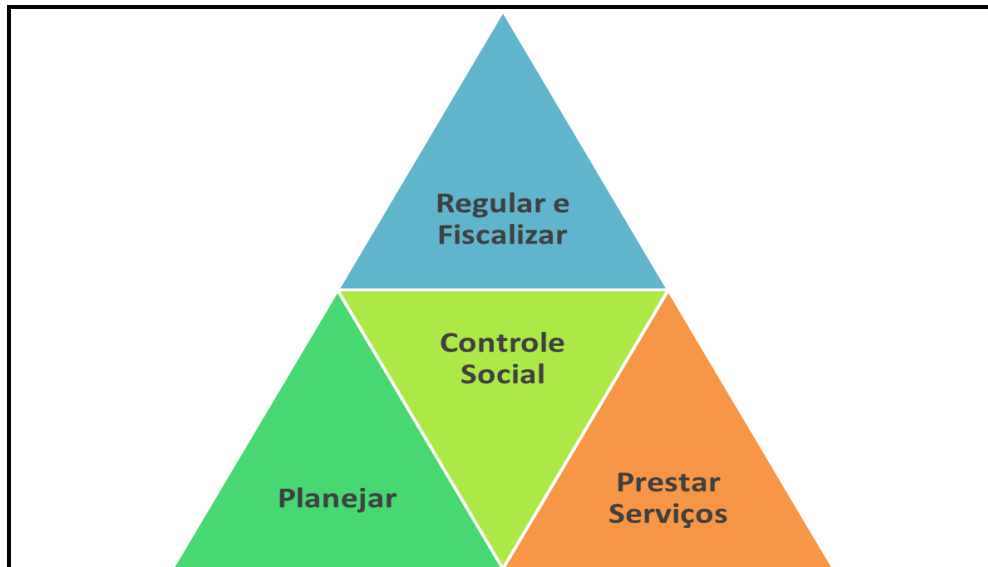 Regular e
Fiscalizar
Controle
Social
Planejar
Prestar
Serviços